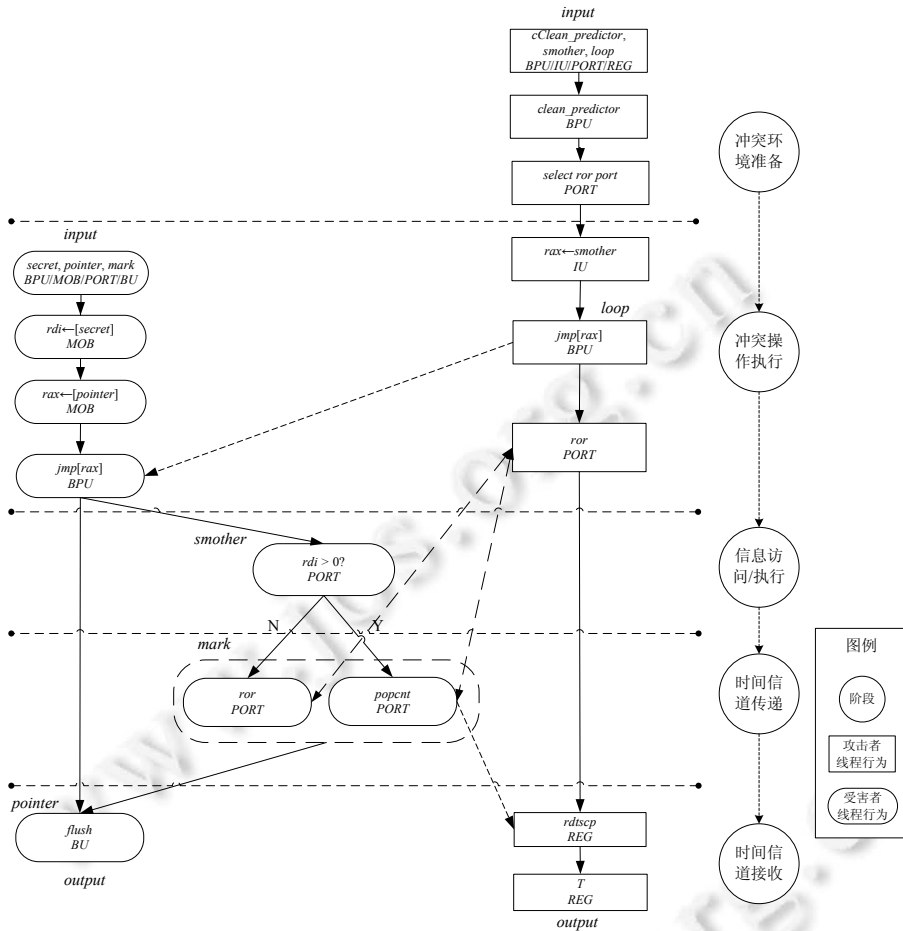 input
cClean_predictor,
smother, loop
BPU/IU/PORT/REG
clean_predictor
BPU
select ror port
PORT
冲突环
境准备
input
secret, pointer, mark
BPU/MOB/PORT/BU
rdi←[secret]
MOB
rax←[pointer]
MOB
jmp[rax]
BPU
rax←smother
IU
loop
jmp[rax]
BPU
ror
PORT
冲突操
作执行
smother
rdi > 0?
PORT
N
Y
信息访
问/执行
mark
ror
PORT
popcnt
PORT
时间信
道传递
pointer
flush
BU
output
rdtscp
REG
T
REG
output
时间信
道接收
图例
阶段
攻击者
线程行为
受害者
线程行为
www.jos.org.cn